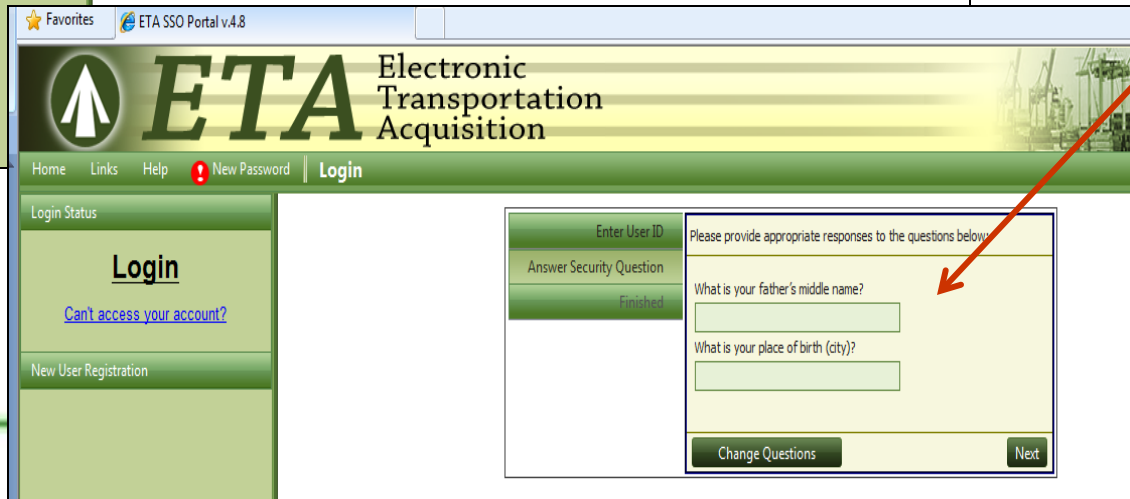 Favorites ETA SSO Portal v.4.8
ETA Electronic
Transportation
Acquisition
Home Links Help New Password Login
Login Status
Login
Can't access your account?
New User Registration
Enter User ID
Answer Security Question
Finished
Please provide appropriate responses to the questions below:
What is your father's middle name?
What is your place of birth (city)?
Change Questions Next